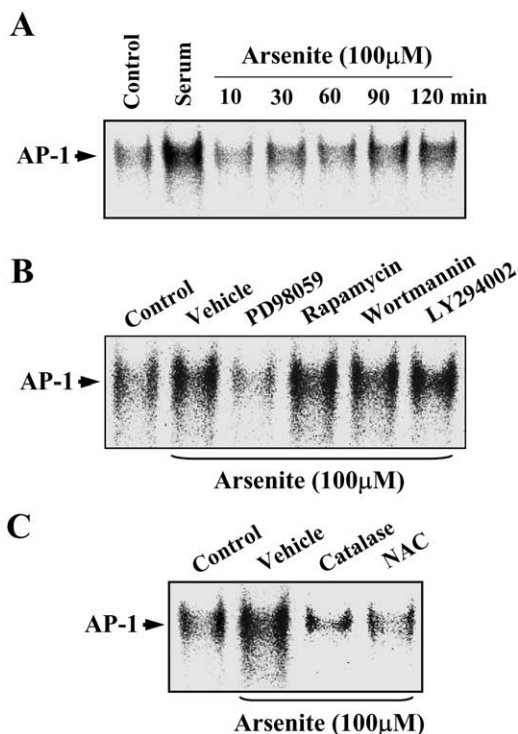 A
Control
Serum
Arsenite (100μM)
10 30 60 90 120 min
AP-1
B
Control
Vehicle
PD98059
Rapamycin
Wortmannin
LY294002
AP-1
Arsenite (100μM)
C
Control
Vehicle
Catalase
NAC
AP-1
Arsenite (100μM)